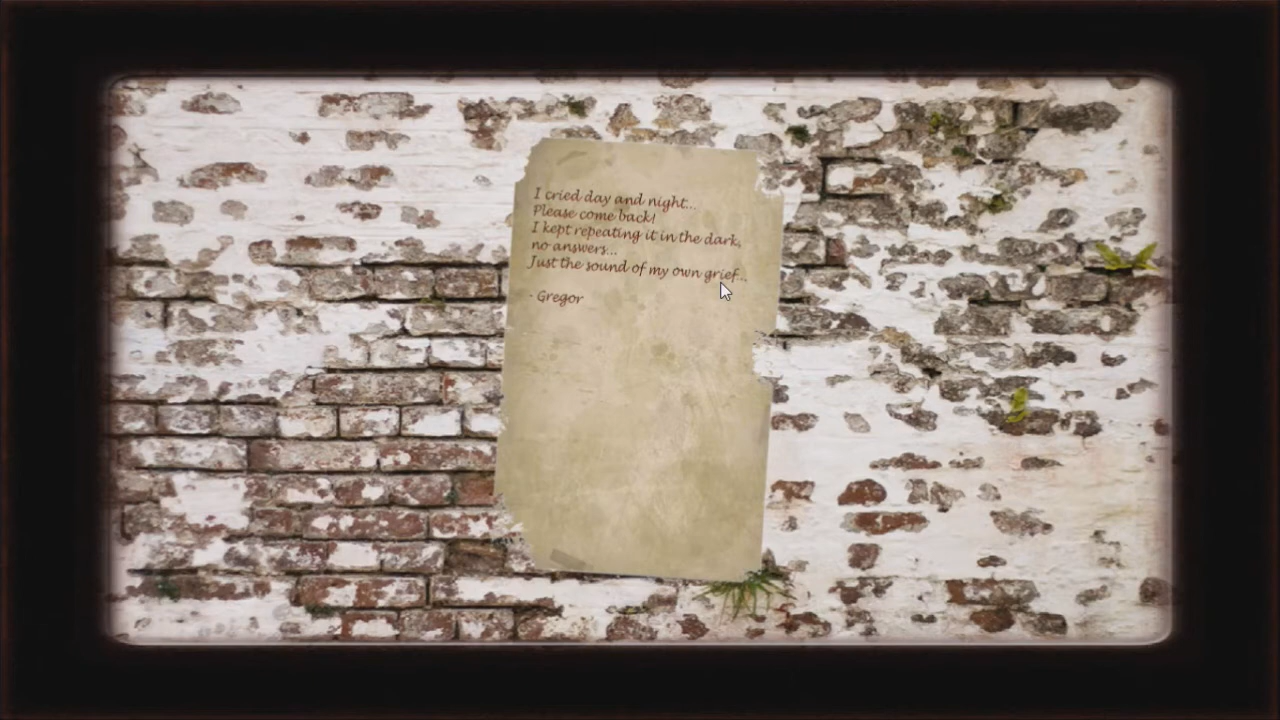 I cried day and night...
Please come back!
I kept repeating it in the dark,
no answers...
Just the sound of my own grief...
- Gregor